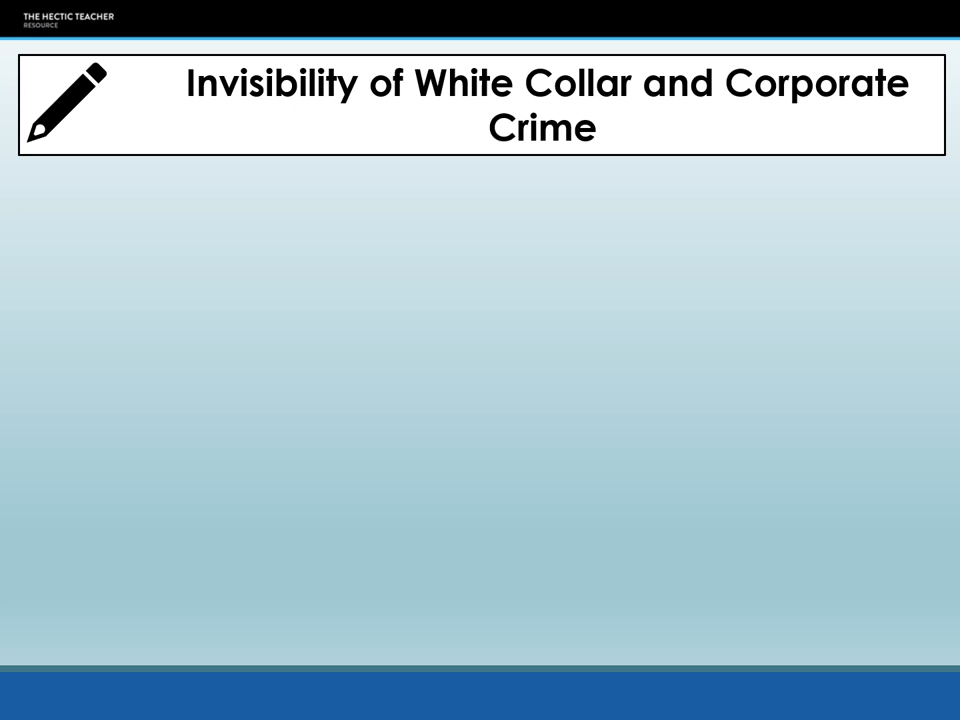 THE HECTIC TEACHER
RESOURCE
Invisibility of White Collar and Corporate
Crime